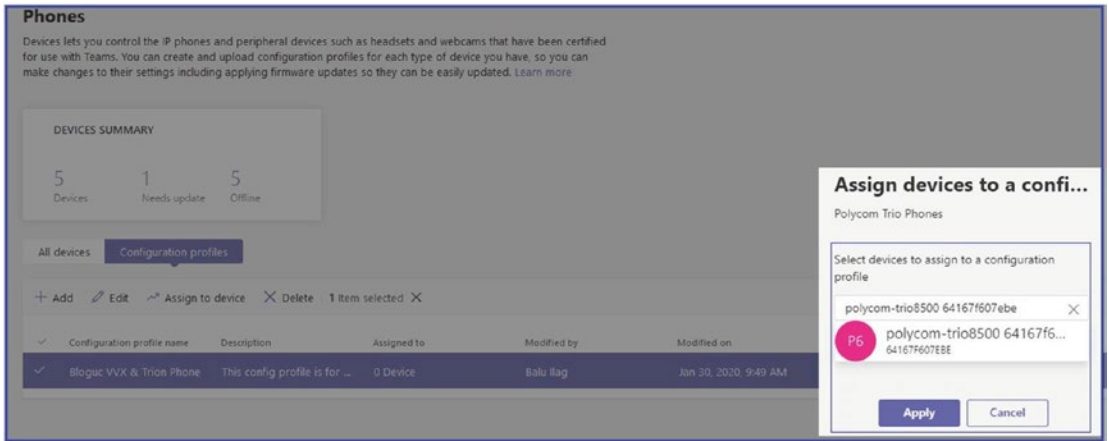 Phones
Devices lets you control the IP phones and peripheral devices such as headsets and webcams that have been certified
for use with Teams. You can create and upload configuration profiles for each type of device you have, so you can
make changes to their settings including applying firmware updates so they can be easily updated. Learn more
DEVICES SUMMARY
5 1 5
Devices Needs update Offline
All devices Configuration profiles
Add Edit Assign to device Delete 1 item selected
Configuration profile name Description Assigned to Modified by Modified on
Bloguc VVX & Trion Phone This config profile is for ... 0 Device Balu Ilag Jan 30, 2020, 9:49 AM
Assign devices to a confi...
Polycom Trio Phones
Select devices to assign to a configuration
profile
polycom-trio8500 64167f607ebe
P6
polycom-trio8500 64167f6...
64167F607EBE
Apply Cancel